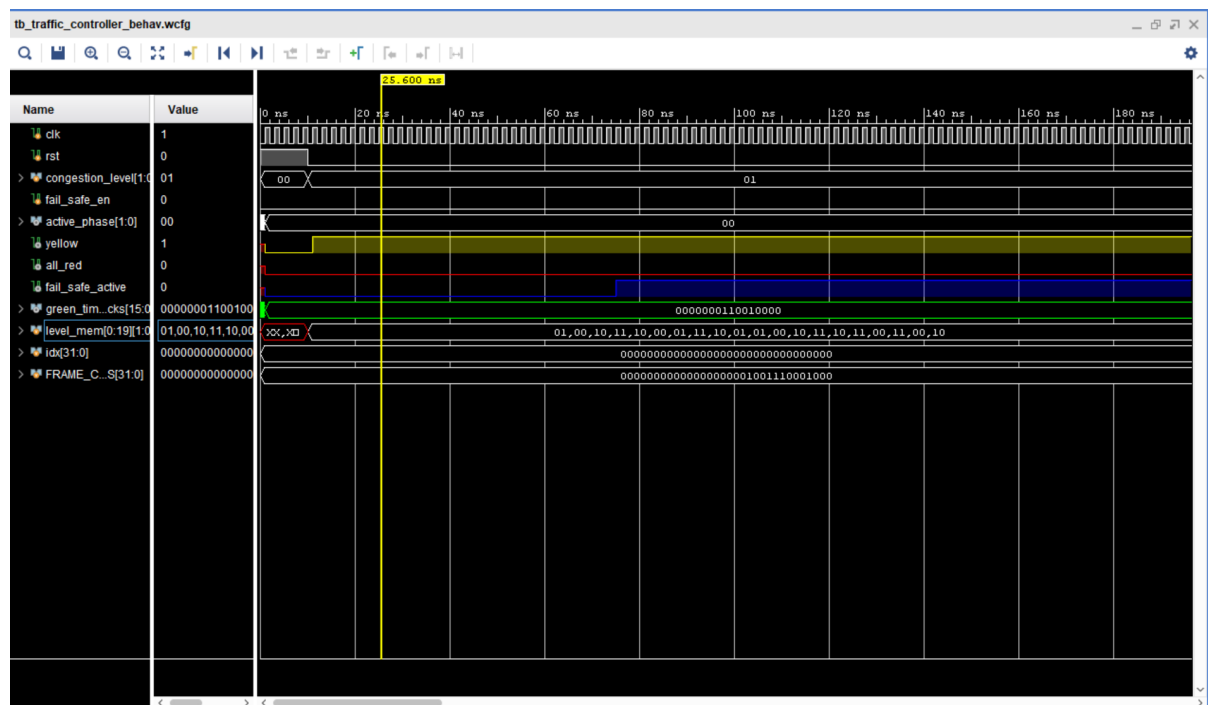 tb_traffic_controller_behav.wcfg
25.600 ns
Name Value
0 ns 20 ns 40 ns 60 ns 80 ns 100 ns 120 ns 140 ns 160 ns 180 ns
clk 1
rst 0
congestion_level[1:0 01 00 01
fail_safe_en 0
active_phase[1:0] 00 00
yellow 1
all_red 0
fail_safe_active 0
green_tim...cks[15:0 00000001100100 0000000110010000
level_mem[0:19][1:0 01,00,10,11,10,00 XX,XX 01,00,10,11,10,00,01,11,10,01,01,00,10,11,10,11,00,11,00,10
idx[31:0] 00000000000000 00000000000000000000000000000000
FRAME_C...S[31:0] 00000000000000 00000000000000000001001110001000